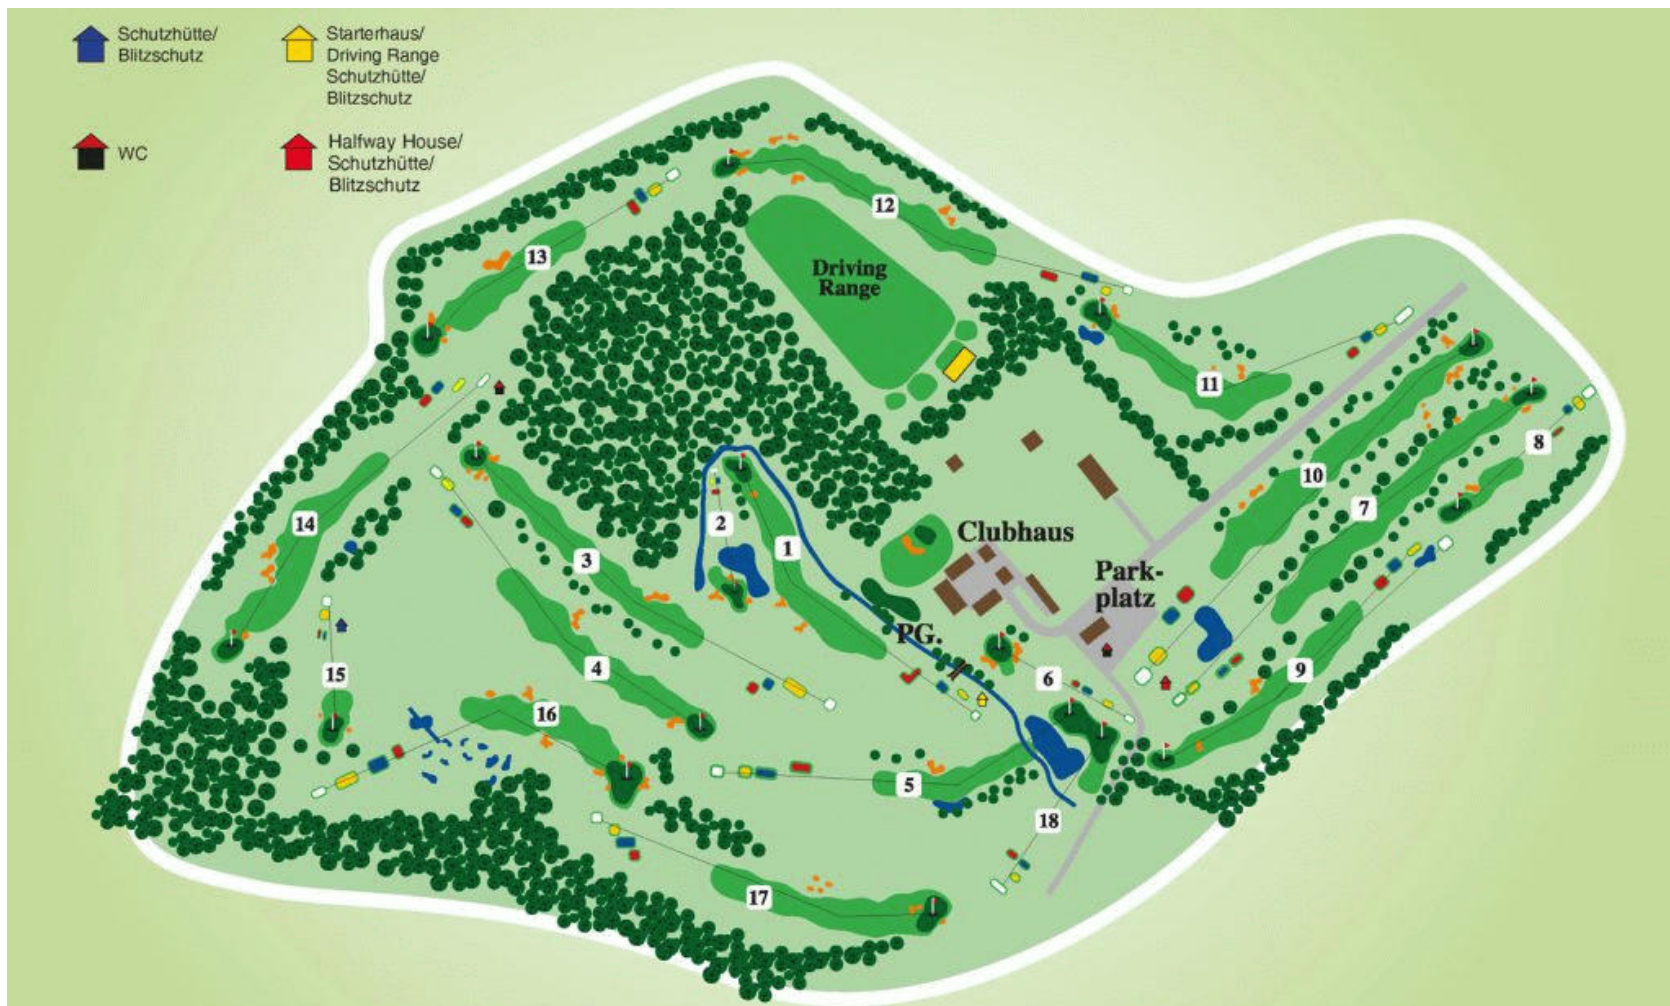 Schutzhütte/
Blitzschutz
Starterhaus/
Driving Range
Schutzhütte/
Blitzschutz
WC
Halfway House/
Schutzhütte/
Blitzschutz
12
13
Driving
Range
11
8
10
7
14
2
1
3
Clubhaus
Park-
platz
PG.
4
15
6
9
16
5
18
17